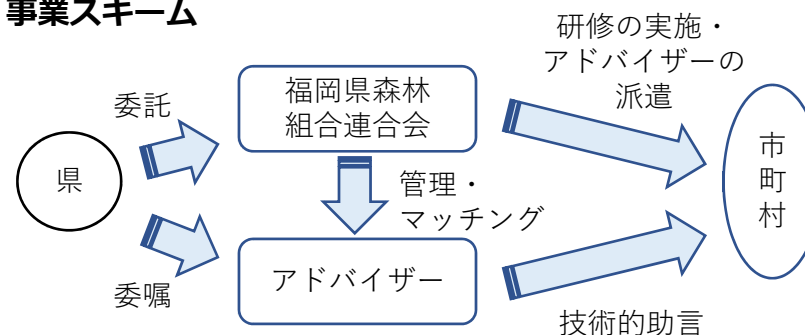 事業スキーム
研修の実施・
アドバイザーの
派遣
委託
福岡県森林
組合連合会
県
管理・
マッチング
市
町
村
委嘱
アドバイザー
技術的助言